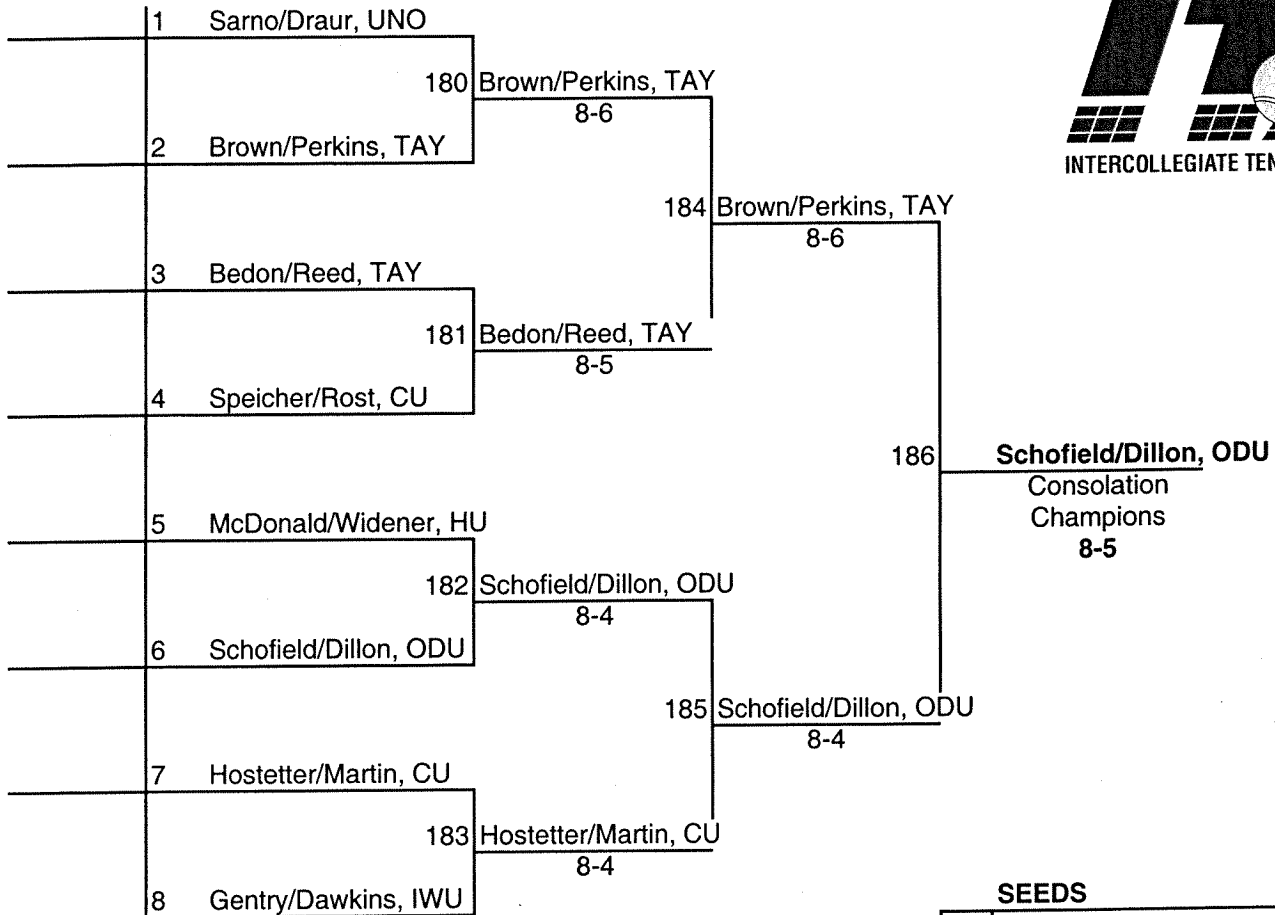 1 Sarno/Draur, UNO
180 Brown/Perkins, TAY
8-6
2 Brown/Perkins, TAY
INTERCOLLEGIATE TEN
184 Brown/Perkins, TAY
8-6
3 Bedon/Reed, TAY
181 Bedon/Reed, TAY
8-5
4 Speicher/Rost, CU
186 Schofield/Dillon, ODU
Consolation
Champions
8-5
5 McDonald/Widener, HU
182 Schofield/Dillon, ODU
8-4
6 Schofield/Dillon, ODU
185 Schofield/Dillon, ODU
8-4
7 Hostetter/Martin, CU
183 Hostetter/Martin, CU
8-4
8 Gentry/Dawkins, IWU
SEEDS